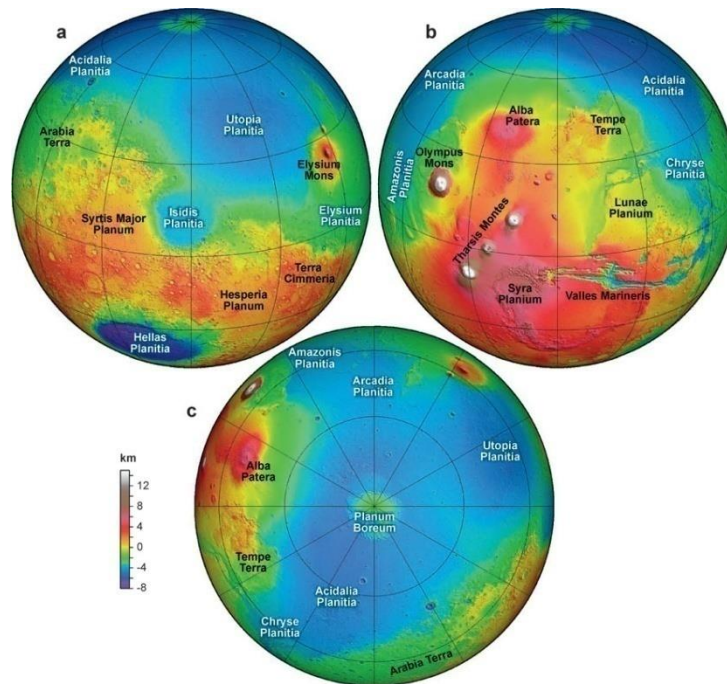 a
Acidalia
Planitia
Utopia
Planitia
Arabia
Terra
Elysium
Mons
Isidis
Planitia
Elysium
Planitia
Syrtis Major
Planum
Terra
Cimmeria
Hesperia
Planum
Hellas
Planitia
b
Arcadia
Planitia
Acidalia
Planitia
Alba
Patera
Tempe
Terra
Olympus
Mons
Amazonis
Planitia
Chryse
Planitia
Lunae
Planium
Tharsis Montes
Syra
Planium
Valles Marineris
c
Amazonis
Planitia
Arcadia
Planitia
Utopia
Planitia
Alba
Patera
Planum
Boreum
Tempe
Terra
Acidalia
Planitia
Chryse
Planitia
Arabia Terra
km
12
8
4
0
-4
-8